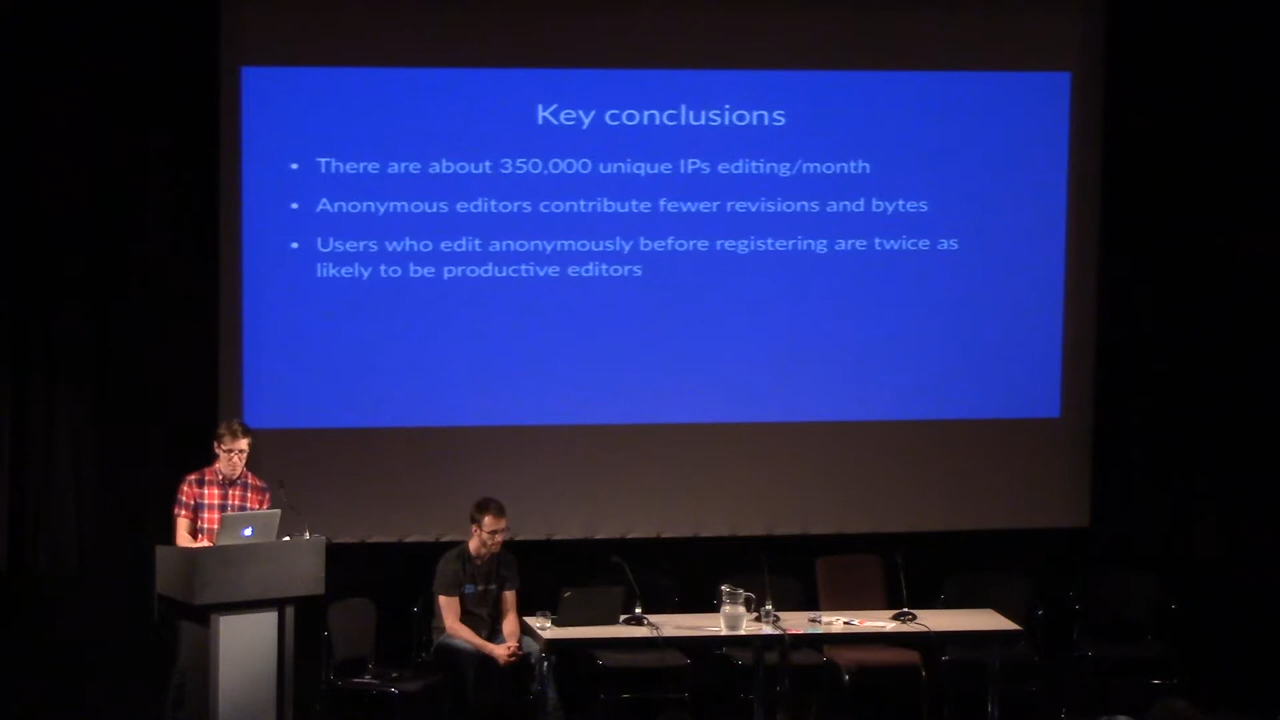 Key conclusions
• There are about 350,000 unique IPs editing/month
• Anonymous editors contribute fewer revisions and bytes
• Users who edit anonymously before registering are twice as
likely to be productive editors